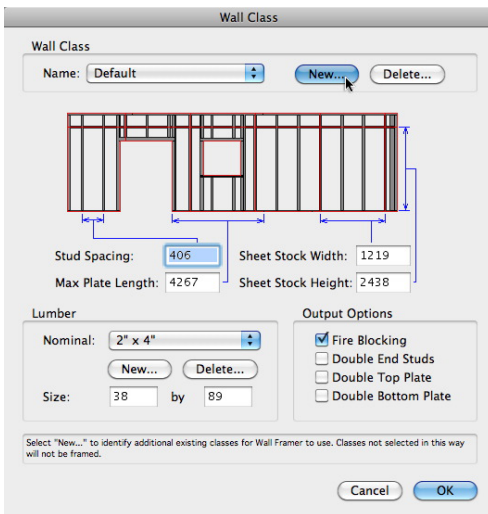 Wall Class
Wall Class
Name: Default New... Delete...
Stud Spacing: 406 Sheet Stock Width: 1219
Max Plate Length: 4267 Sheet Stock Height: 2438
Lumber
Nominal: 2" x 4"
New... Delete...
Size: 38 by 89
Output Options
Fire Blocking
Double End Studs
Double Top Plate
Double Bottom Plate
Select "New..." to identify additional existing classes for Wall Framer to use. Classes not selected in this way
will not be framed.
Cancel OK